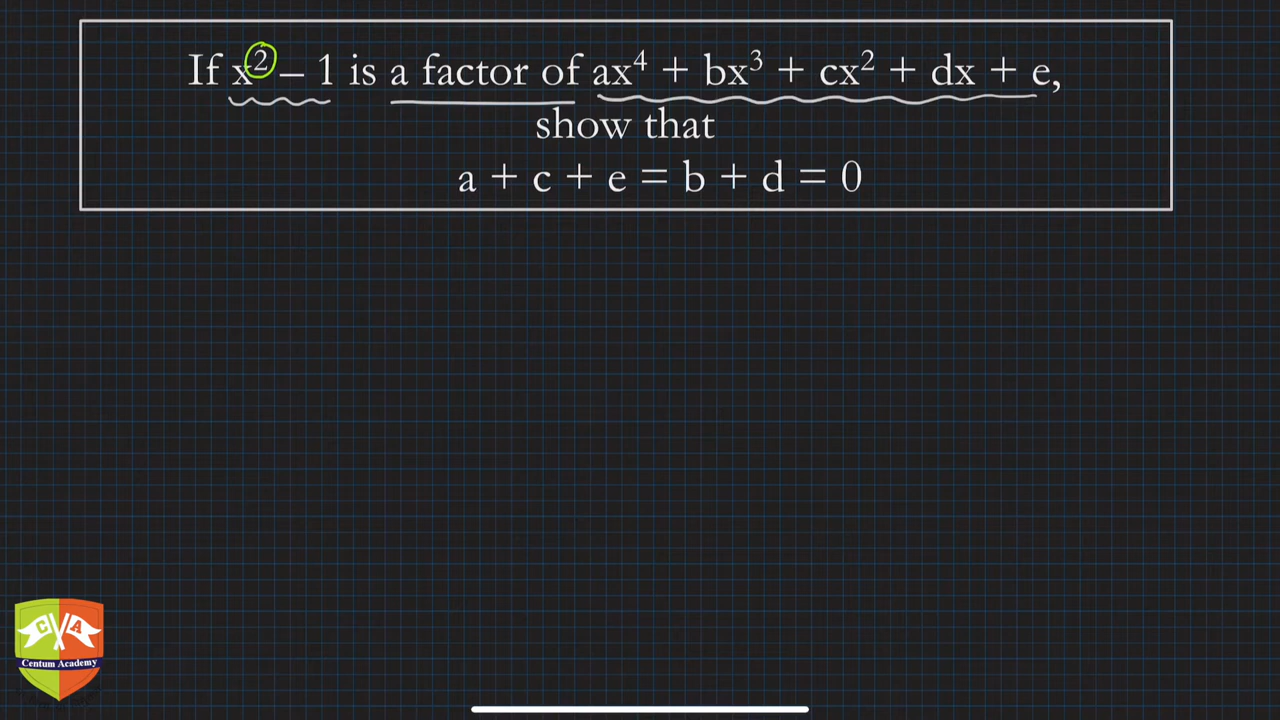 If x² – 1 is a factor of ax⁴ + bx³ + cx² + dx + e,
show that
a + c + e = b + d = 0
C A
Centum Academy